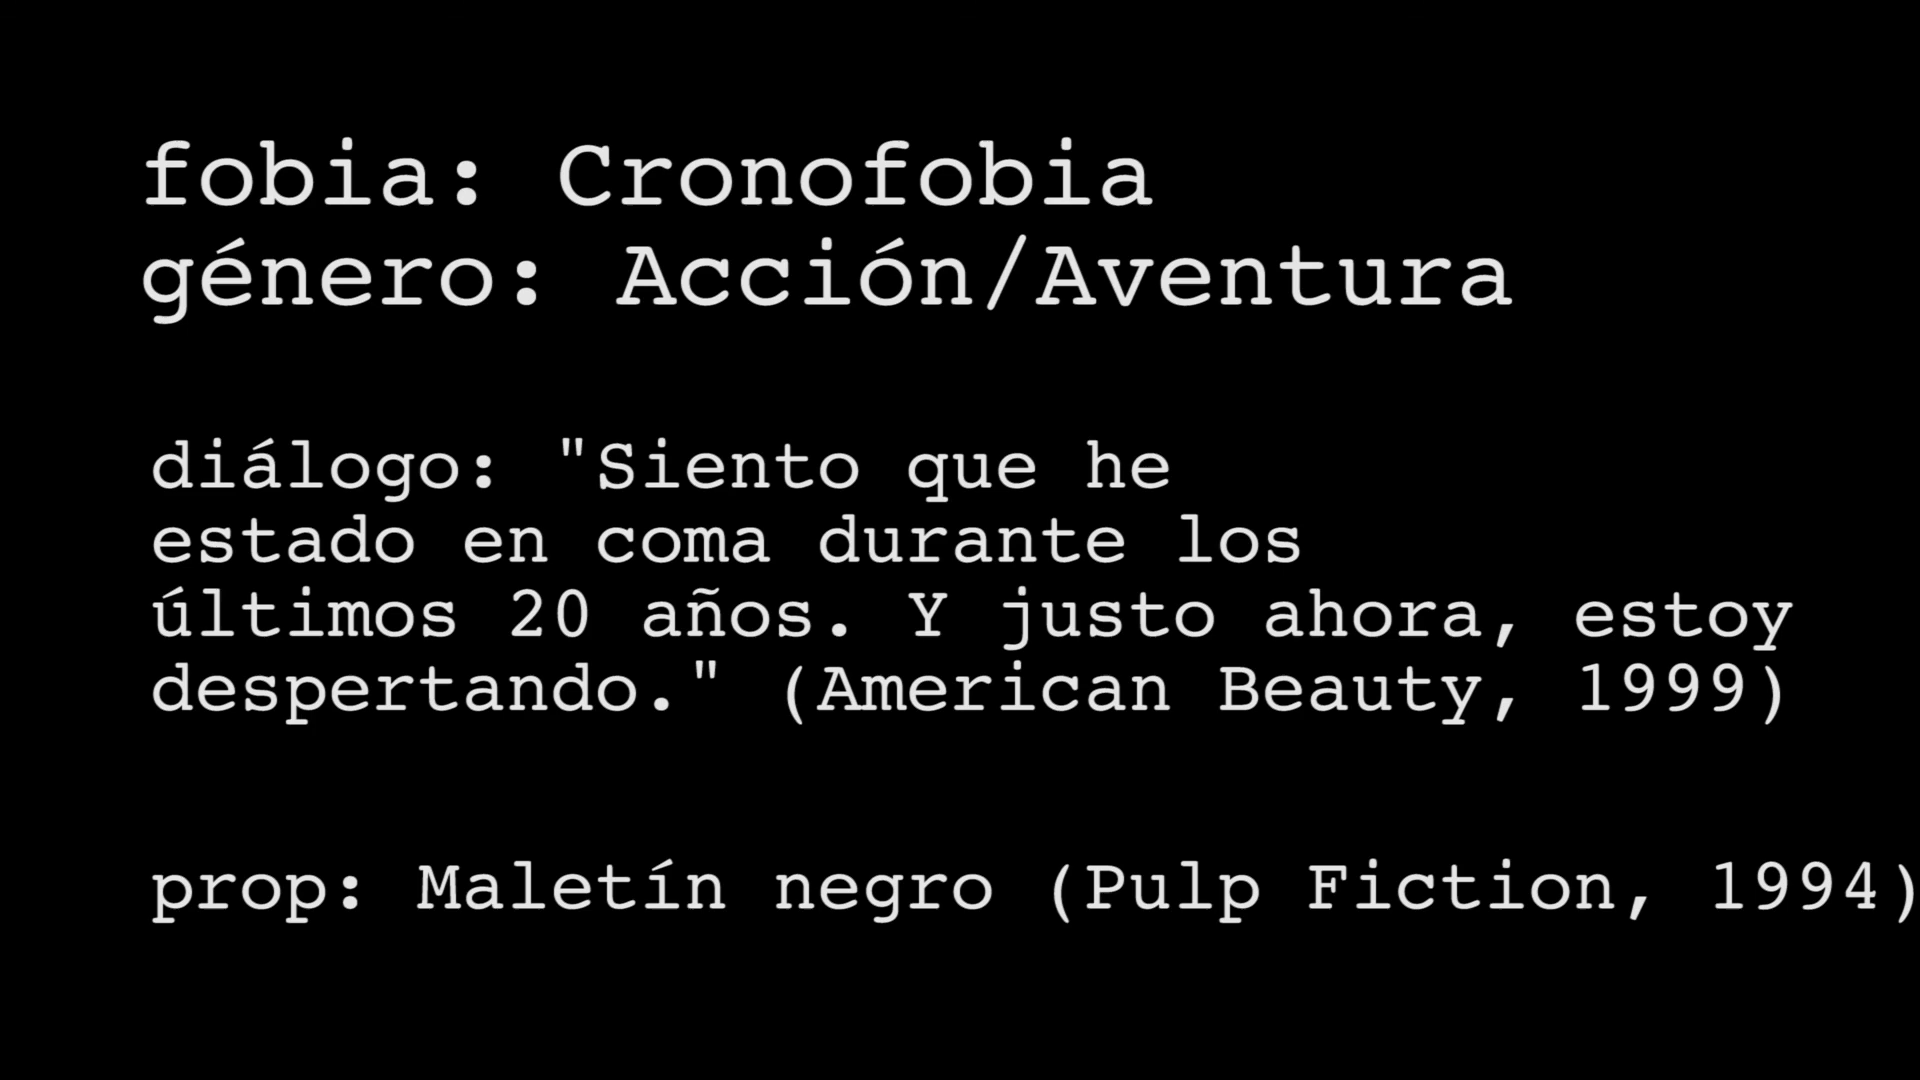 fobia: Cronofobia
género: Acción/Aventura
diálogo: "Siento que he
estado en coma durante los
últimos 20 años. Y justo ahora, estoy
despertando." (American Beauty, 1999)
prop: Maletín negro (Pulp Fiction, 1994)